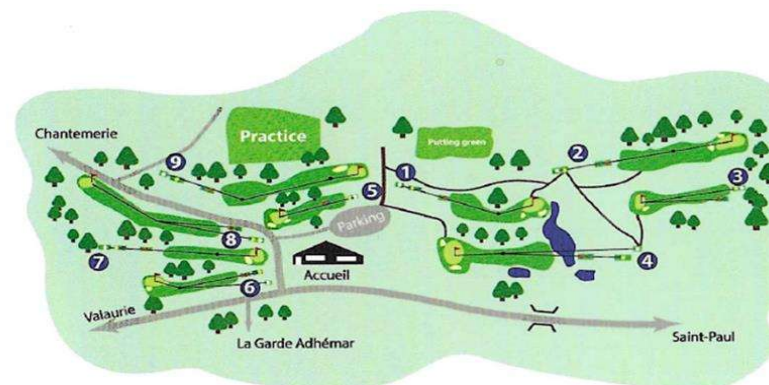 Chantemerie
Practice
Putting green
9
2
1
3
5
Parking
8
7
4
Accueil
6
Valaurie
La Garde Adhémar
Saint-Paul